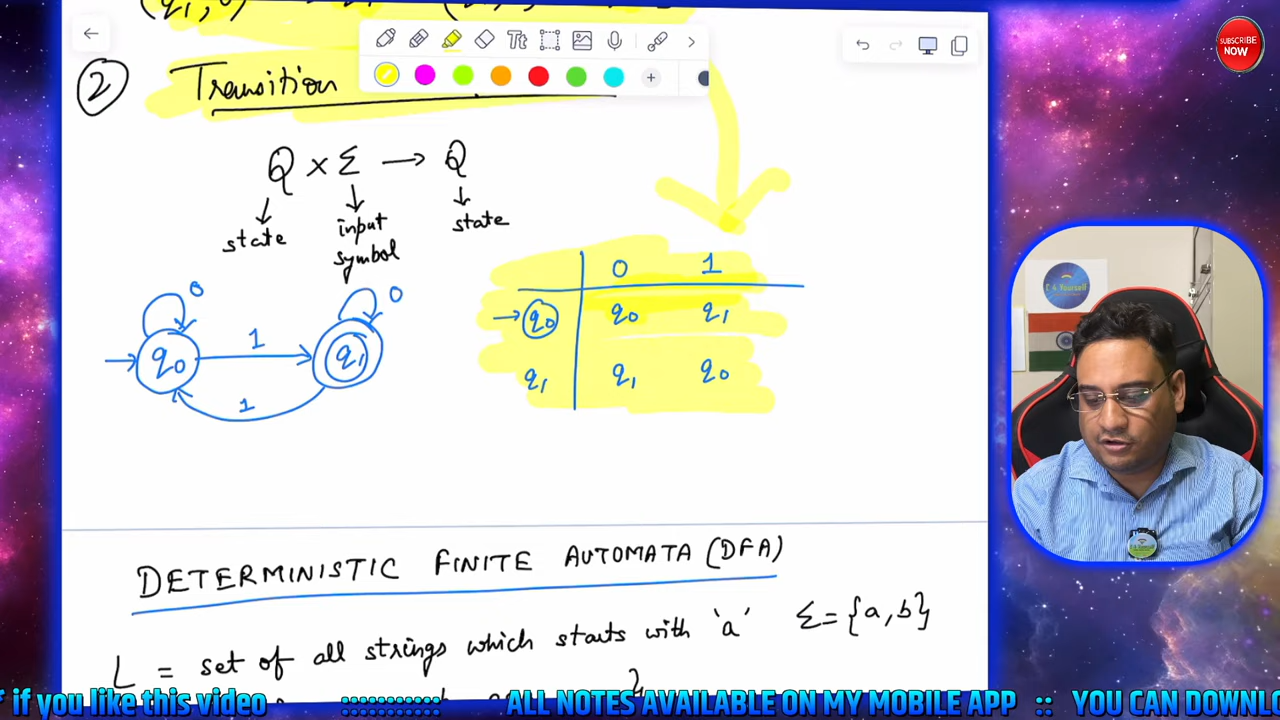 2 Transition
Q × Σ → Q
state
input symbol
state
0
0
1
1
q0
q1
0 1
→ q0 q0 q1
q1 q1 q0
DETERMINISTIC FINITE AUTOMATA (DFA)
L = set of all strings which starts with 'a' Σ = {a, b}
Tt
SUBSCRIBE
NOW
if you like this video :::::::::::: ALL NOTES AVAILABLE ON MY MOBILE APP :: YOU CAN DOWNL